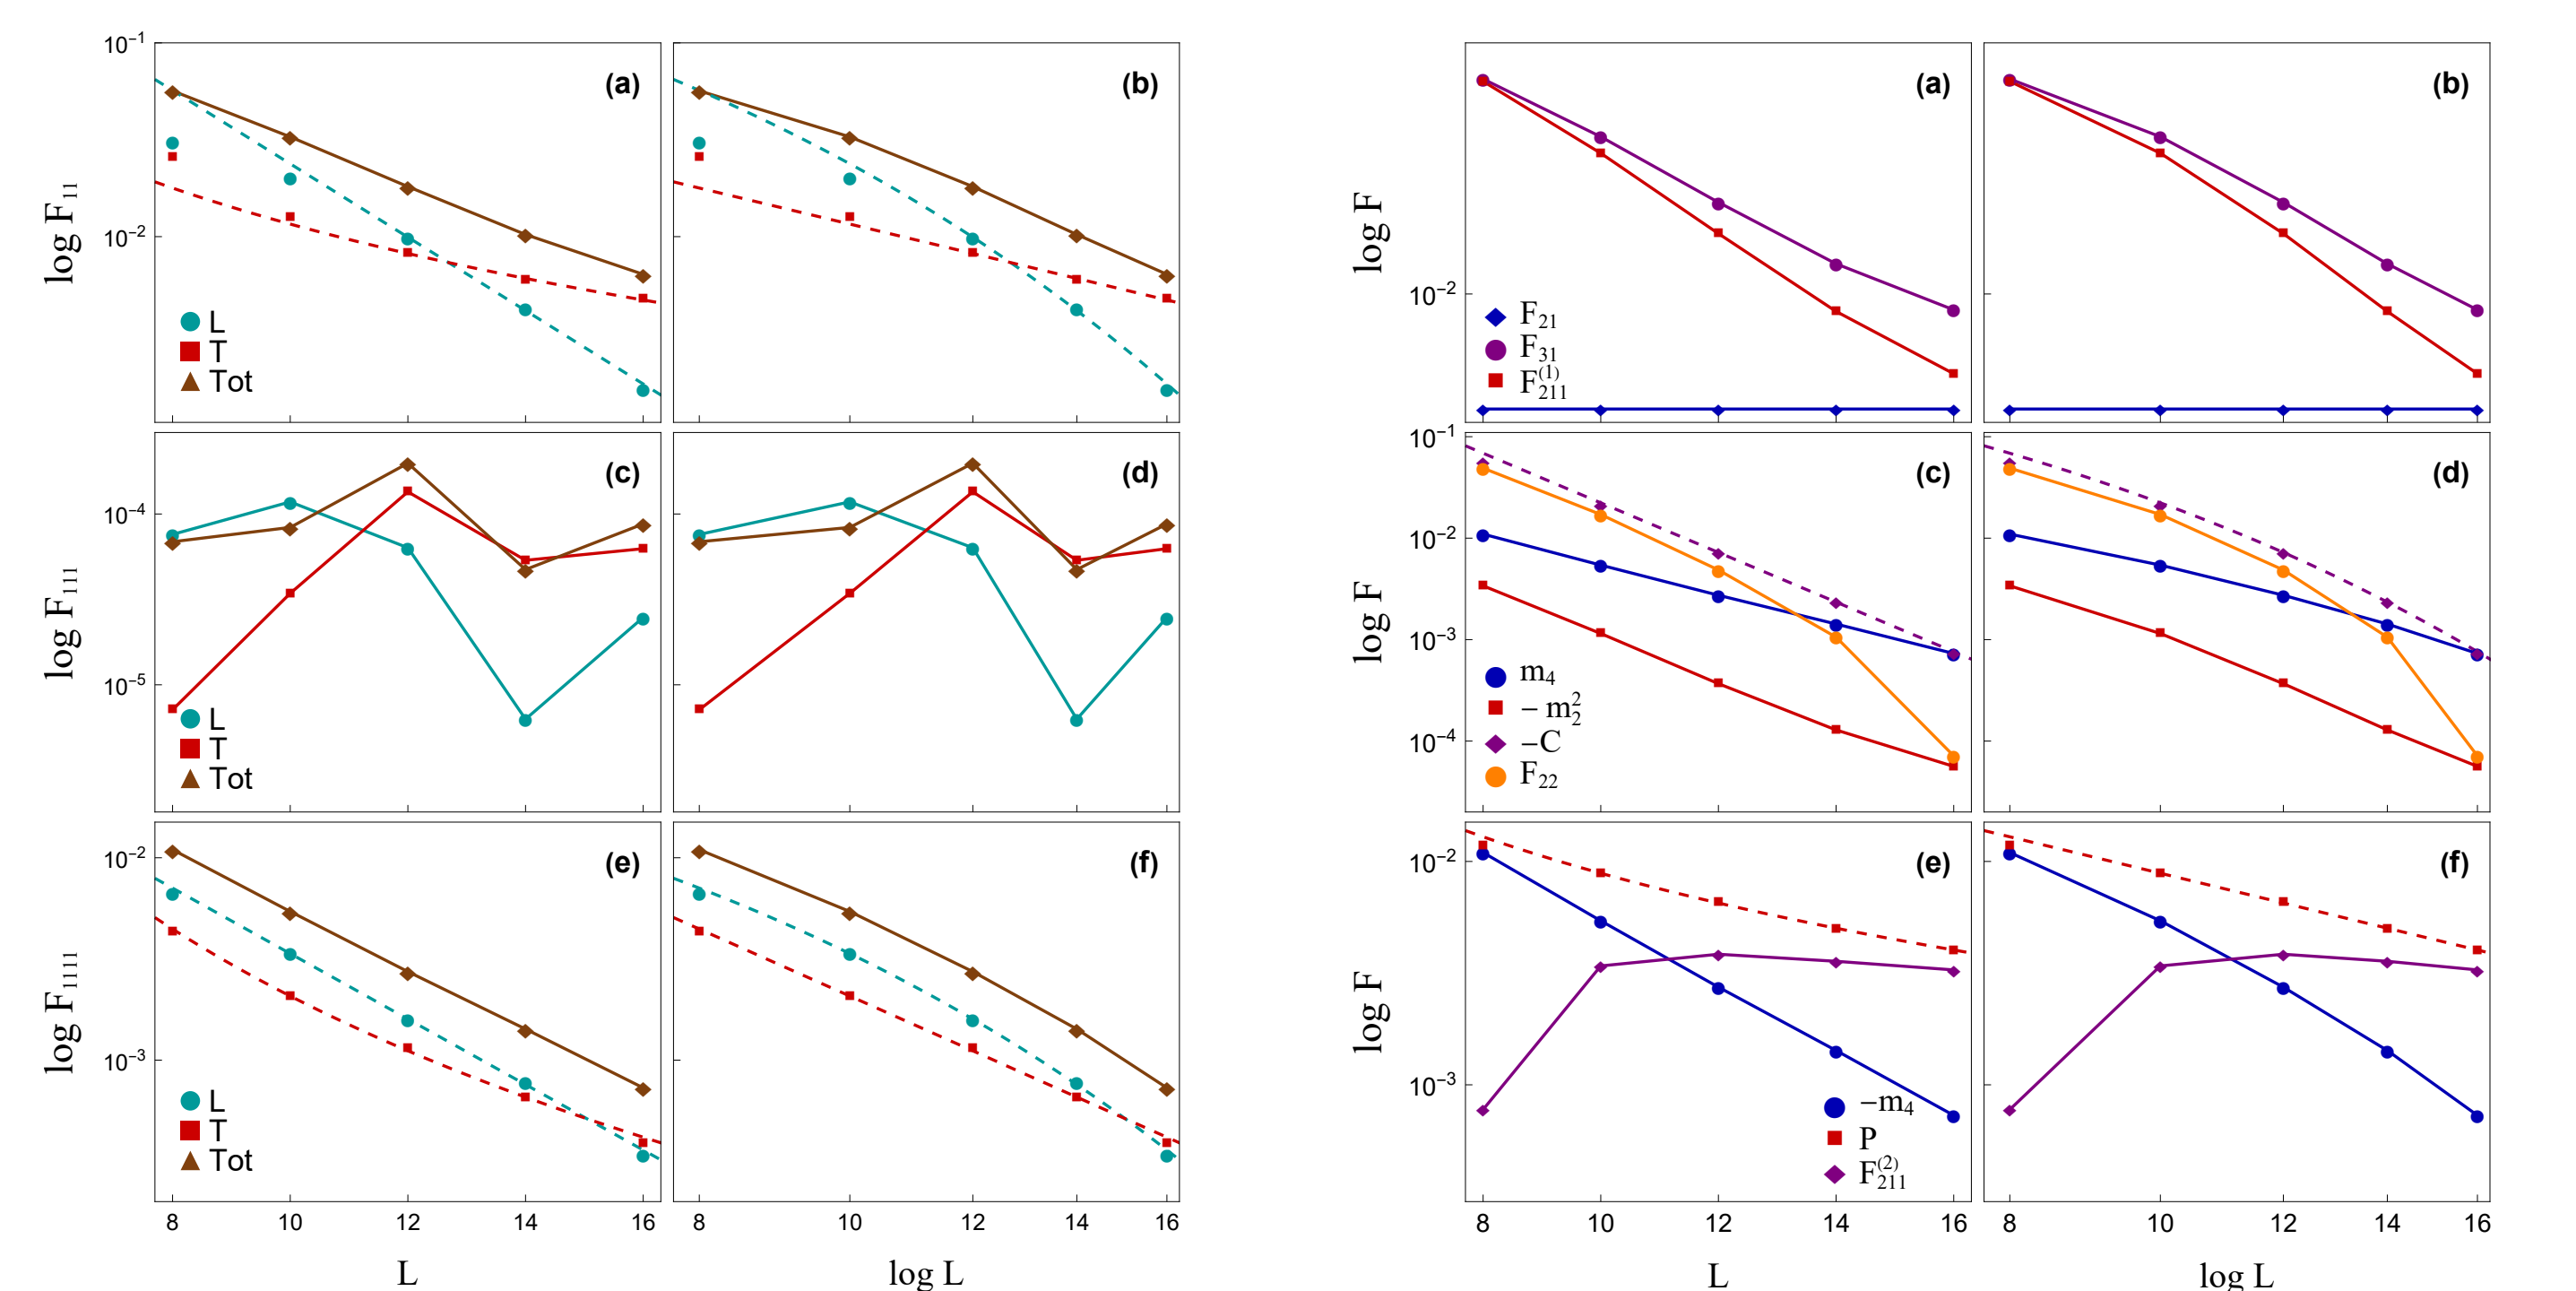 10⁻¹
10⁻²
log F₁₁
(a)
L
T
Tot
(b)
10⁻⁴
10⁻⁵
log F₁₁₁
(c)
L
T
Tot
(d)
10⁻²
10⁻³
log F₁₁₁₁
(e)
L
T
Tot
(f)
8 10 12 14 16
8 10 12 14 16
L
log L
10⁻²
log F
(a)
F₂₁
F₃₁
F₂₁₁⁽¹⁾
(b)
10⁻¹
10⁻²
10⁻³
10⁻⁴
log F
(c)
m₄
− m₂²
−C
F₂₂
(d)
10⁻²
10⁻³
log F
(e)
−m₄
P
F₂₁₁⁽²⁾
(f)
8 10 12 14 16
8 10 12 14 16
L
log L